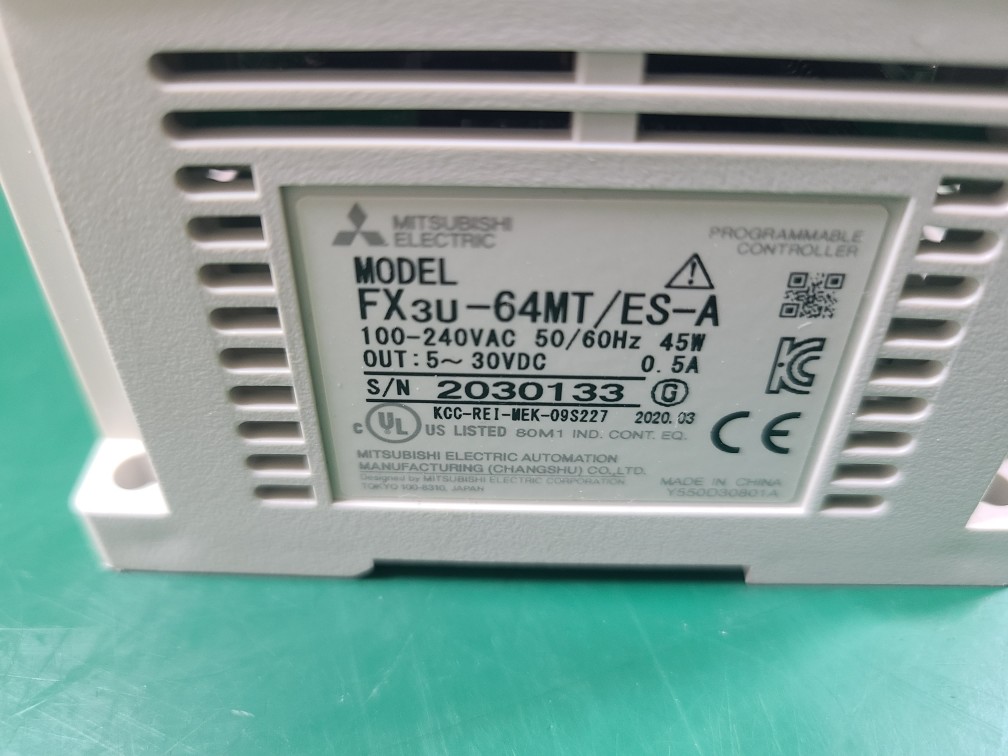 MITSUBISHI
ELECTRIC
PROGRAMMABLE
CONTROLLER
MODEL
FX3U-64MT/ES-A
100-240VAC 50/60Hz 45W
OUT:5~30VDC 0.5A
S/N 2030133 G
KCC-REI-MEK-09S227 2020.03
c UL US LISTED 80M1 IND. CONT. EQ.
KC
CE
MITSUBISHI ELECTRIC AUTOMATION
MANUFACTURING (CHANGSHU) CO.,LTD.
Designed by MITSUBISHI ELECTRIC CORPORATION
TOKYO 100-8310, JAPAN
MADE IN CHINA
Y550D30801A